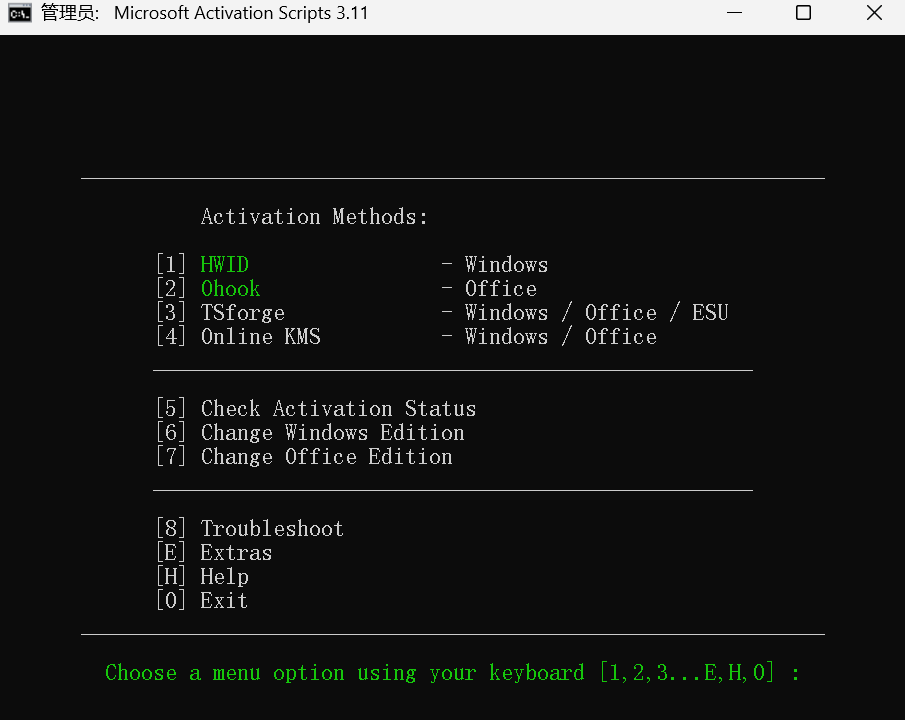 管理员: Microsoft Activation Scripts 3.11
Activation Methods:
[1] HWID - Windows
[2] Ohook - Office
[3] TSforge - Windows / Office / ESU
[4] Online KMS - Windows / Office
[5] Check Activation Status
[6] Change Windows Edition
[7] Change Office Edition
[8] Troubleshoot
[E] Extras
[H] Help
[0] Exit
Choose a menu option using your keyboard [1,2,3...E,H,0] :